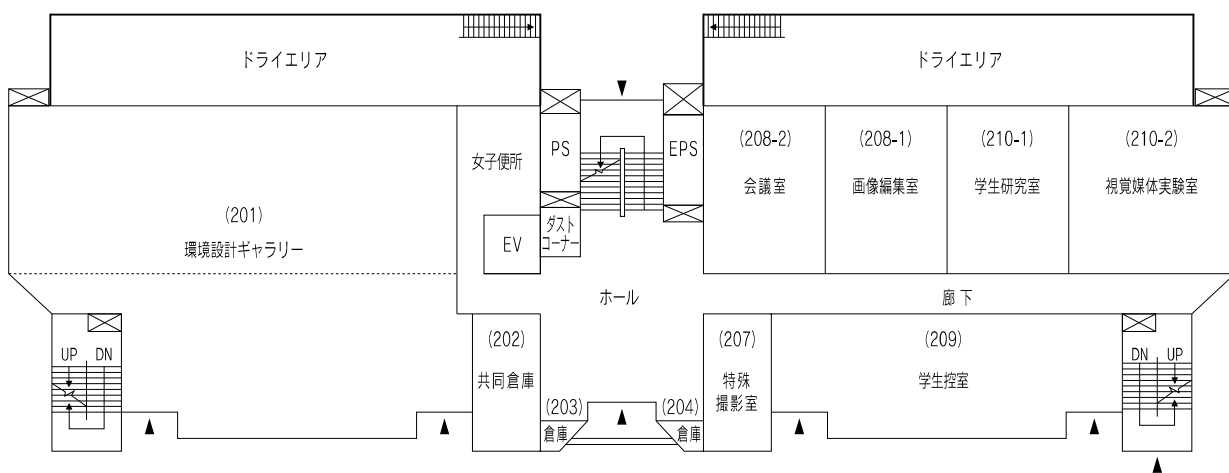 ドライエリア
ドライエリア
女子便所
PS
EPS
(208-2)
会議室
(208-1)
画像編集室
(210-1)
学生研究室
(210-2)
視覚媒体実験室
(201)
環境設計ギャラリー
EV
ダスト
コーナー
ホール
廊下
UP DN
(202)
共同倉庫
(203)
倉庫
(204)
倉庫
(207)
特殊
撮影室
(209)
学生控室
DN UP